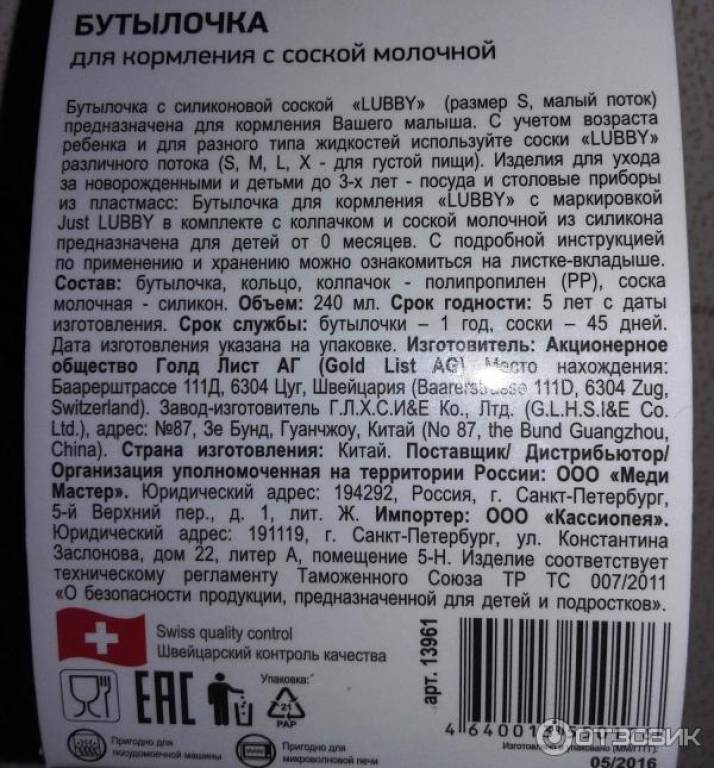 БУТЫЛОЧКА
для кормления с соской молочной
Бутылочка с силиконовой соской «LUBBY» (размер S, малый поток)
предназначена для кормления Вашего малыша. С учетом возраста
ребенка и для разного типа жидкостей используйте соски «LUBBY»
различного потока (S, M, L, X - для густой пищи). Изделия для ухода
за новорожденными и детьми до 3-х лет - посуда и столовые приборы
из пластмасс: Бутылочка для кормления «LUBBY» с маркировкой
Just LUBBY в комплекте с колпачком и соской молочной из силикона
предназначена для детей от 0 месяцев. С подробной инструкцией
по применению и хранению можно ознакомиться на листке-вкладыше.
Состав: бутылочка, кольцо, колпачок - полипропилен (PP), соска
молочная - силикон. Объем: 240 мл. Срок годности: 5 лет с даты
изготовления. Срок службы: бутылочки – 1 год, соски – 45 дней.
Дата изготовления указана на упаковке. Изготовитель: Акционерное
общество Голд Лист АГ (Gold List AG) Место нахождения:
Баарерштрассе 111Д, 6304 Цуг, Швейцария (Baarerstrasse 111D, 6304 Zug,
Switzerland). Завод-изготовитель Г.Л.Х.С.И&Е Ко., Лтд. (G.L.H.S.I&E Co.
Ltd.), адрес: №87, Зе Бунд, Гуанчжоу, Китай (No 87, the Bund Guangzhou,
China). Страна изготовления: Китай. Поставщик/ Дистрибьютор/
Организация уполномоченная на территории России: ООО «Меди
Мастер». Юридический адрес: 194292, Россия, г. Санкт-Петербург,
5-й Верхний пер., д. 1, лит. Ж. Импортер: ООО «Кассиопея».
Юридический адрес: 191119, г. Санкт-Петербург, ул. Константина
Заслонова, дом 22, литер А, помещение 5-Н. Изделие соответствует
техническому регламенту Таможенного Союза ТР ТС 007/2011
«О безопасности продукции, предназначенной для детей и подростков».
Swiss quality control
Швейцарский контроль качества
арт. 13961
Упаковка:
EAC
21
PAP
4 64001
Пригодно для
посудомоечной машины
Пригодно для
микроволновой печи
Изготовлено
(ММ/ГГГГ):
05/2016
ОТЗОВИК